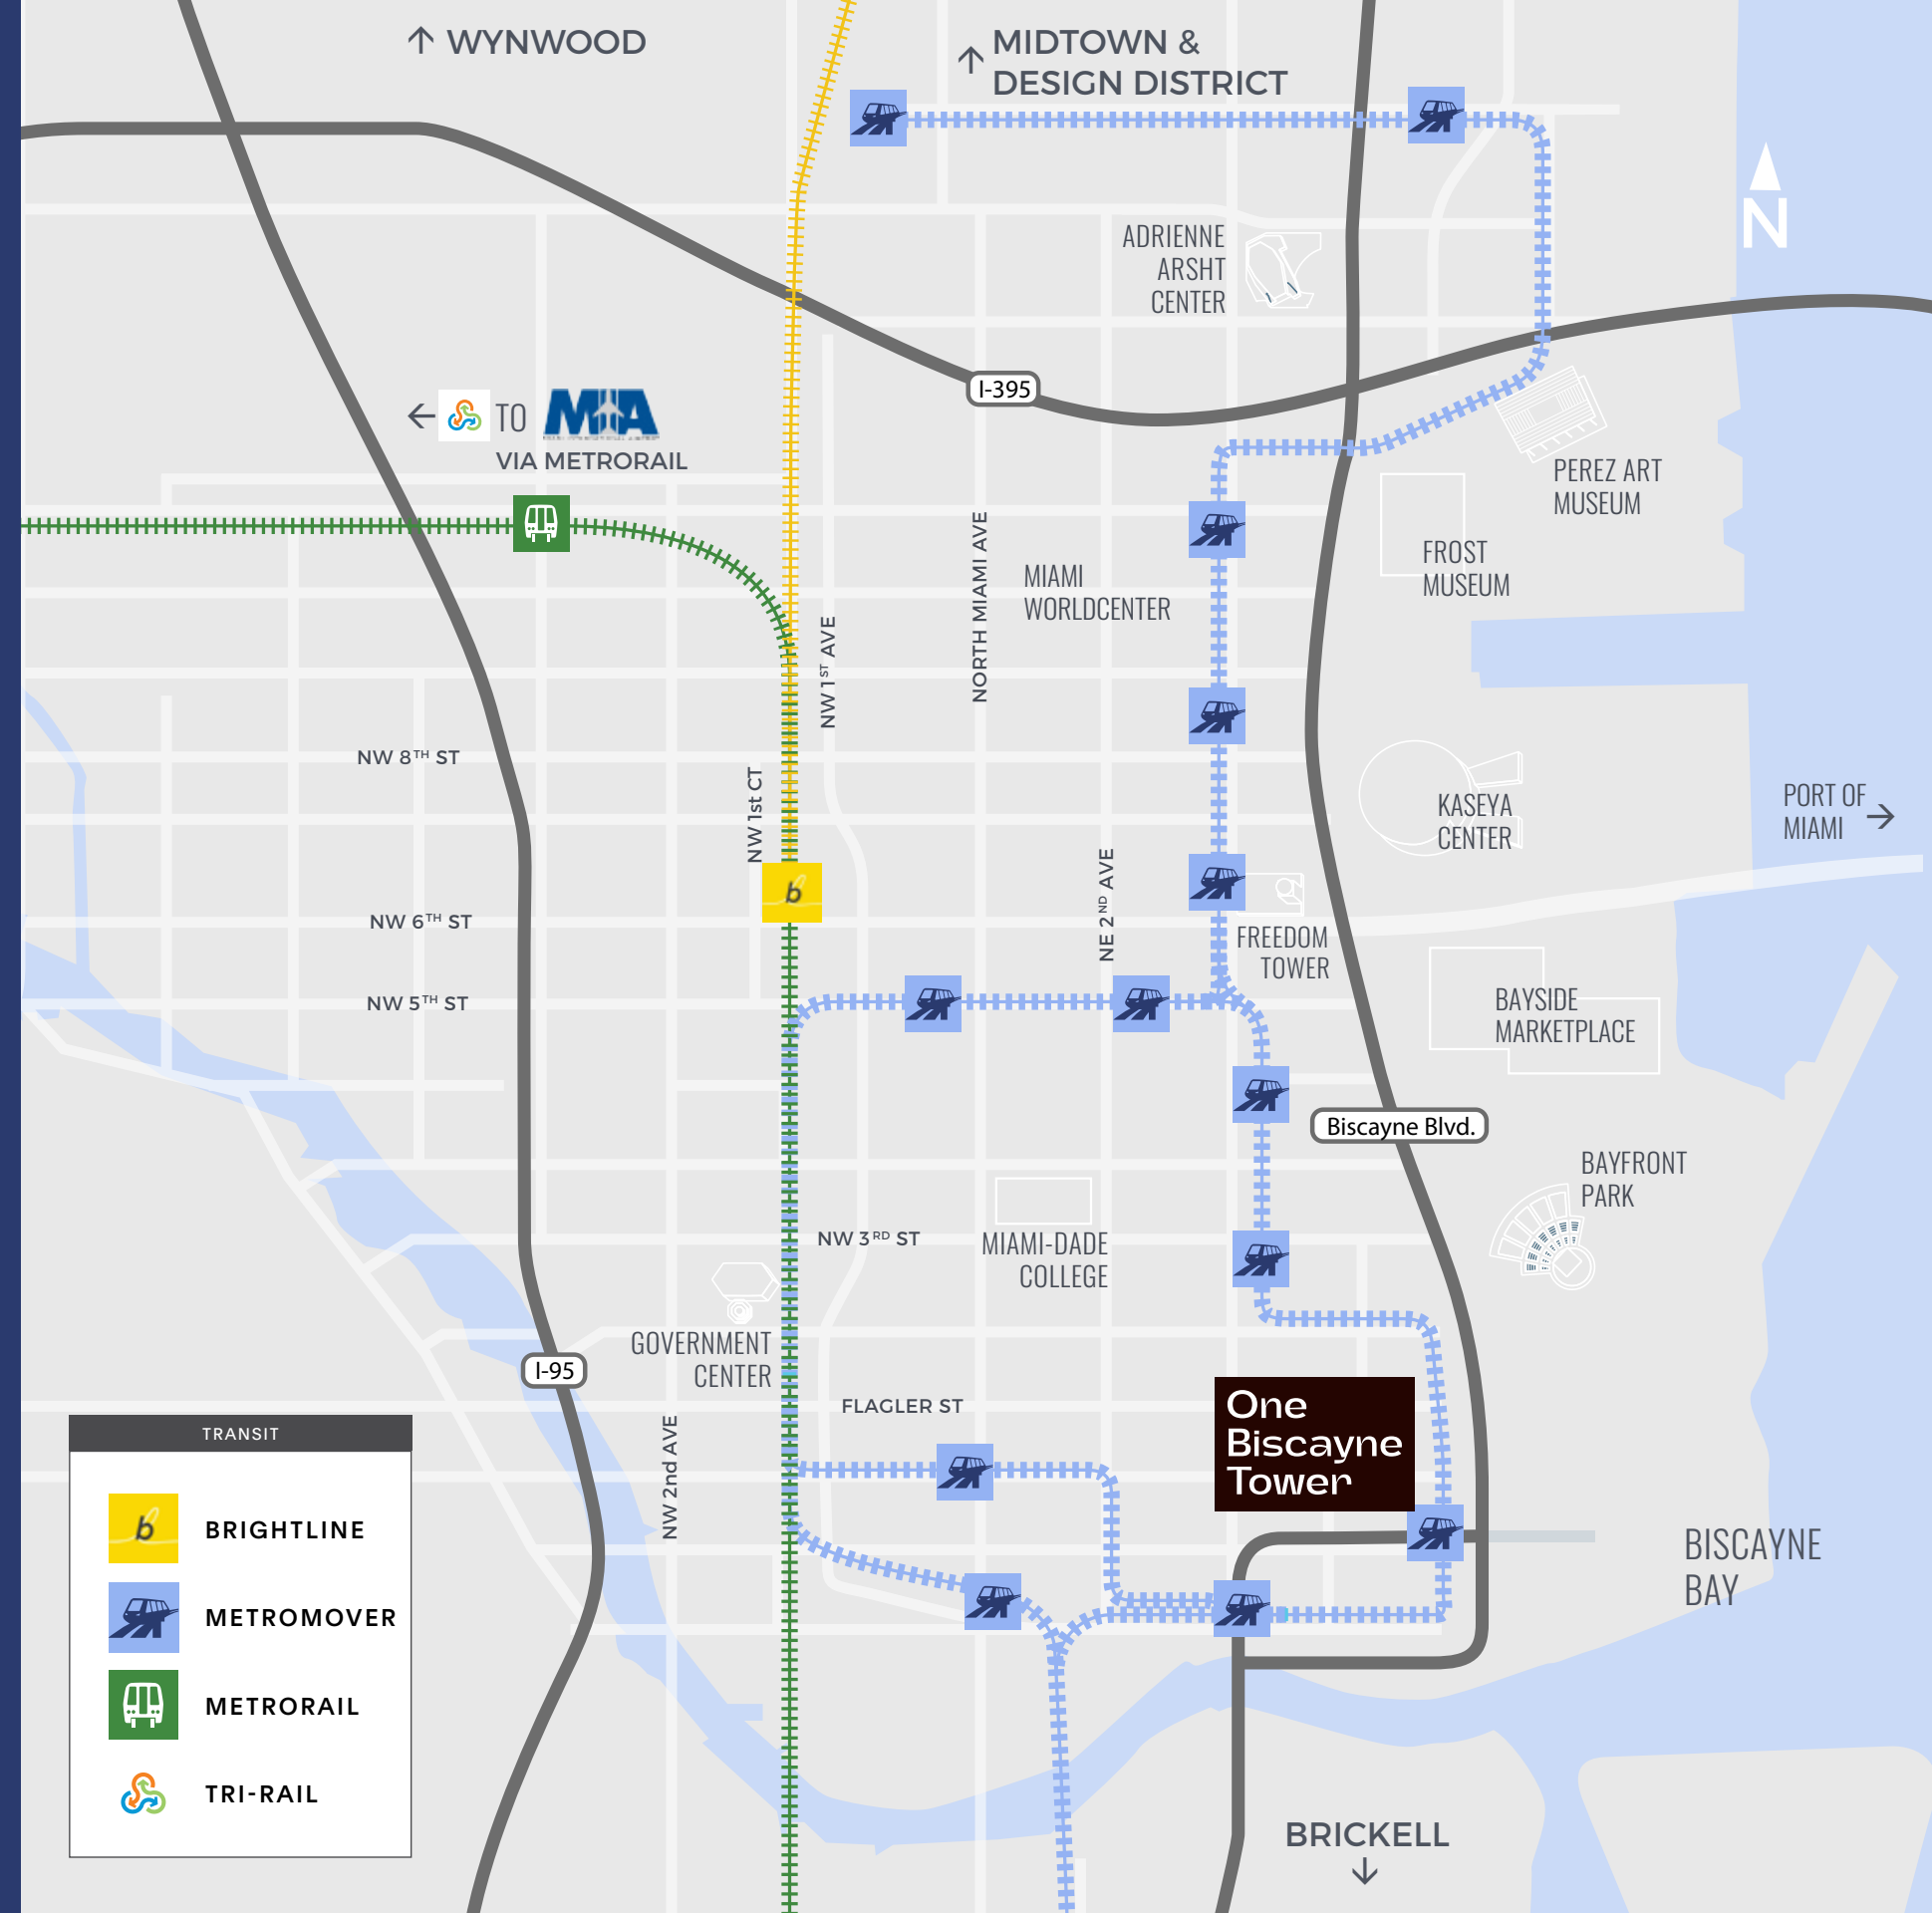 WYNWOOD
MIDTOWN &
DESIGN DISTRICT
N
ADRIENNE
ARSHT
CENTER
I-395
TO MIA
VIA METRORAIL
PEREZ ART
MUSEUM
FROST
MUSEUM
MIAMI
WORLDCENTER
NORTH MIAMI AVE
NW 1ST AVE
NW 8TH ST
NW 1st CT
KASEYA
CENTER
PORT OF
MIAMI
b
NE 2ND AVE
NW 6TH ST
FREEDOM
TOWER
NW 5TH ST
BAYSIDE
MARKETPLACE
Biscayne Blvd.
BAYFRONT
PARK
NW 3RD ST
MIAMI-DADE
COLLEGE
GOVERNMENT
CENTER
I-95
FLAGLER ST
NW 2nd AVE
One
Biscayne
Tower
BISCAYNE
BAY
BRICKELL
TRANSIT
b BRIGHTLINE
METROMOVER
METRORAIL
TRI-RAIL